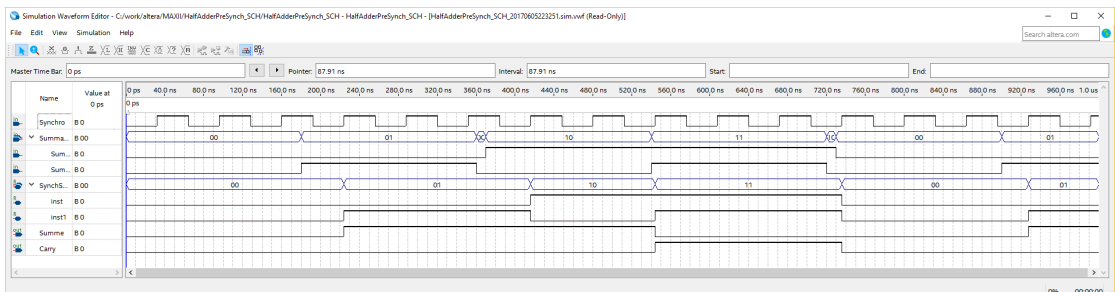 Simulation Waveform Editor - C:/work/altera/MAXII/HalfAdderPreSynch_SCH/HalfAdderPreSynch_SCH - HalfAdderPreSynch_SCH - [HalfAdderPreSynch_SCH_20170605223251.sim.vwf (Read-Only)]
File Edit View Simulation Help
Search altera.com
Master Time Bar: 0 ps Pointer: 87.91 ns Interval: 87.91 ns Start: End:
Name Value at 0 ps
0 ps 40.0 ns 80.0 ns 120.0 ns 160.0 ns 200.0 ns 240.0 ns 280.0 ns 320.0 ns 360.0 ns 400.0 ns 440.0 ns 480.0 ns 520.0 ns 560.0 ns 600.0 ns 640.0 ns 680.0 ns 720.0 ns 760.0 ns 800.0 ns 840.0 ns 880.0 ns 920.0 ns 960.0 ns 1.0 us
0 ps
Synchro B 0
Summa... B 00 00 01 10 11 00 01
Sum... B 0
Sum... B 0
SynchS... B 00 00 01 10 11 00 01
inst B 0
inst1 B 0
Summe B 0
Carry B 0
0% 00:00:00